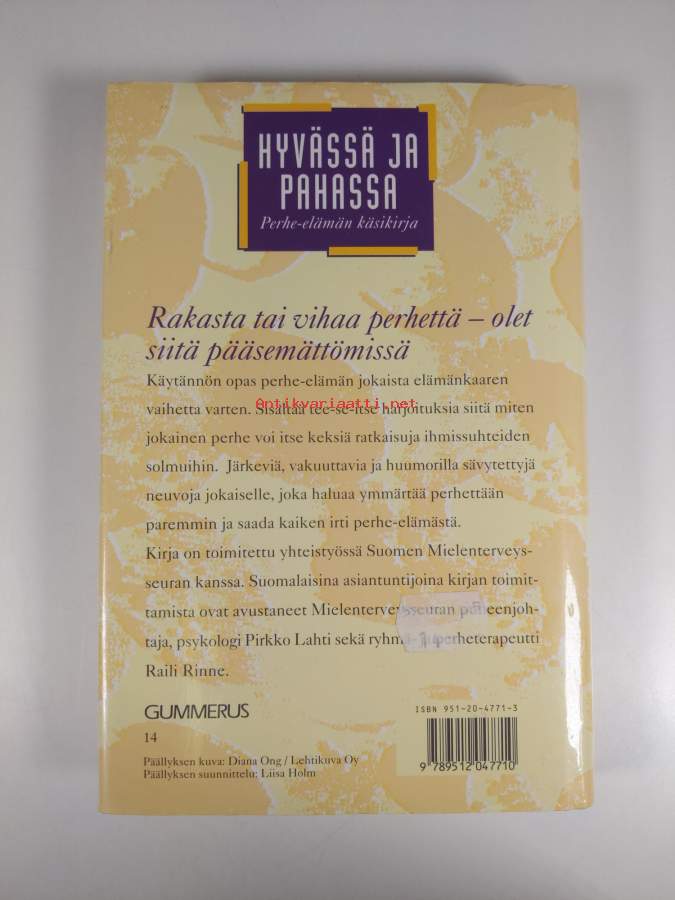 HYVÄSSÄ JA
PAHASSA
Perhe-elämän käsikirja
Rakasta tai vihaa perhettä – olet
siitä pääsemättömissä
Käytännön opas perhe-elämän jokaista elämänkaaren
vaihetta varten. Sisältää tee-se-itse harjoituksia siitä miten
Antikvariaatti.net
jokainen perhe voi itse keksiä ratkaisuja ihmissuhteiden
solmuihin. Järkeviä, vakuuttavia ja huumorilla sävytettyjä
neuvoja jokaiselle, joka haluaa ymmärtää perhettään
paremmin ja saada kaiken irti perhe-elämästä.
Kirja on toimitettu yhteistyössä Suomen Mielenterveys-
seuran kanssa. Suomalaisina asiantuntijoina kirjan toimit-
tamista ovat avustaneet Mielenterveysseuran puheenjoh-
taja, psykologi Pirkko Lahti sekä ryhmä- ja perheterapeutti
Raili Rinne.
GUMMERUS
14
Päällyksen kuva: Diana Ong / Lehtikuva Oy
Päällyksen suunnittelu: Liisa Holm
ISBN 951-20-4771-3
9 789512 047710